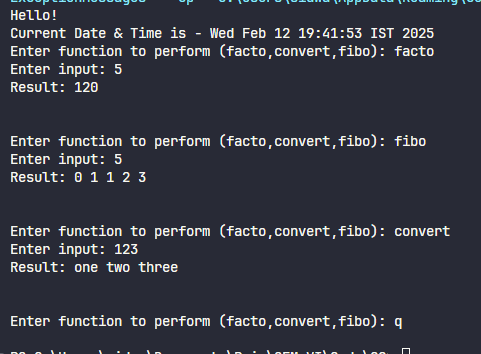 Hello!
Current Date & Time is - Wed Feb 12 19:41:53 IST 2025
Enter function to perform (facto,convert,fibo): facto
Enter input: 5
Result: 120
Enter function to perform (facto,convert,fibo): fibo
Enter input: 5
Result: 0 1 1 2 3
Enter function to perform (facto,convert,fibo): convert
Enter input: 123
Result: one two three
Enter function to perform (facto,convert,fibo): q